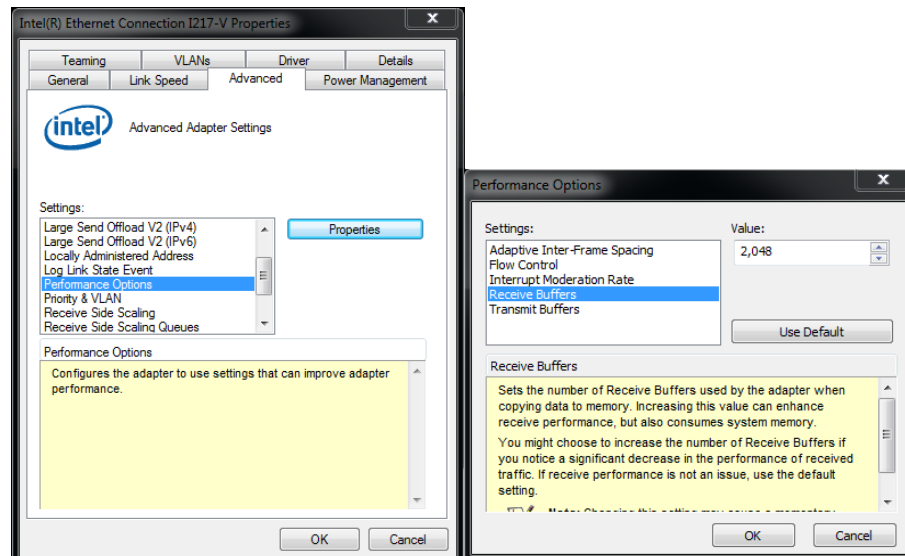 Intel(R) Ethernet Connection I217-V Properties
X
Teaming VLANs Driver Details
General Link Speed Advanced Power Management
intel
Advanced Adapter Settings
Settings:
Large Send Offload V2 (IPv4)
Large Send Offload V2 (IPv6)
Locally Administered Address
Log Link State Event
Performance Options
Priority & VLAN
Receive Side Scaling
Receive Side Scaling Queues
Properties
Performance Options
Configures the adapter to use settings that can improve adapter
performance.
OK Cancel
Performance Options
X
Settings:
Adaptive Inter-Frame Spacing
Flow Control
Interrupt Moderation Rate
Receive Buffers
Transmit Buffers
Value:
2,048
Use Default
Receive Buffers
Sets the number of Receive Buffers used by the adapter when
copying data to memory. Increasing this value can enhance
receive performance, but also consumes system memory.
You might choose to increase the number of Receive Buffers if
you notice a significant decrease in the performance of received
traffic. If receive performance is not an issue, use the default
setting.
Note: Changing this setting may cause a momentary
OK Cancel